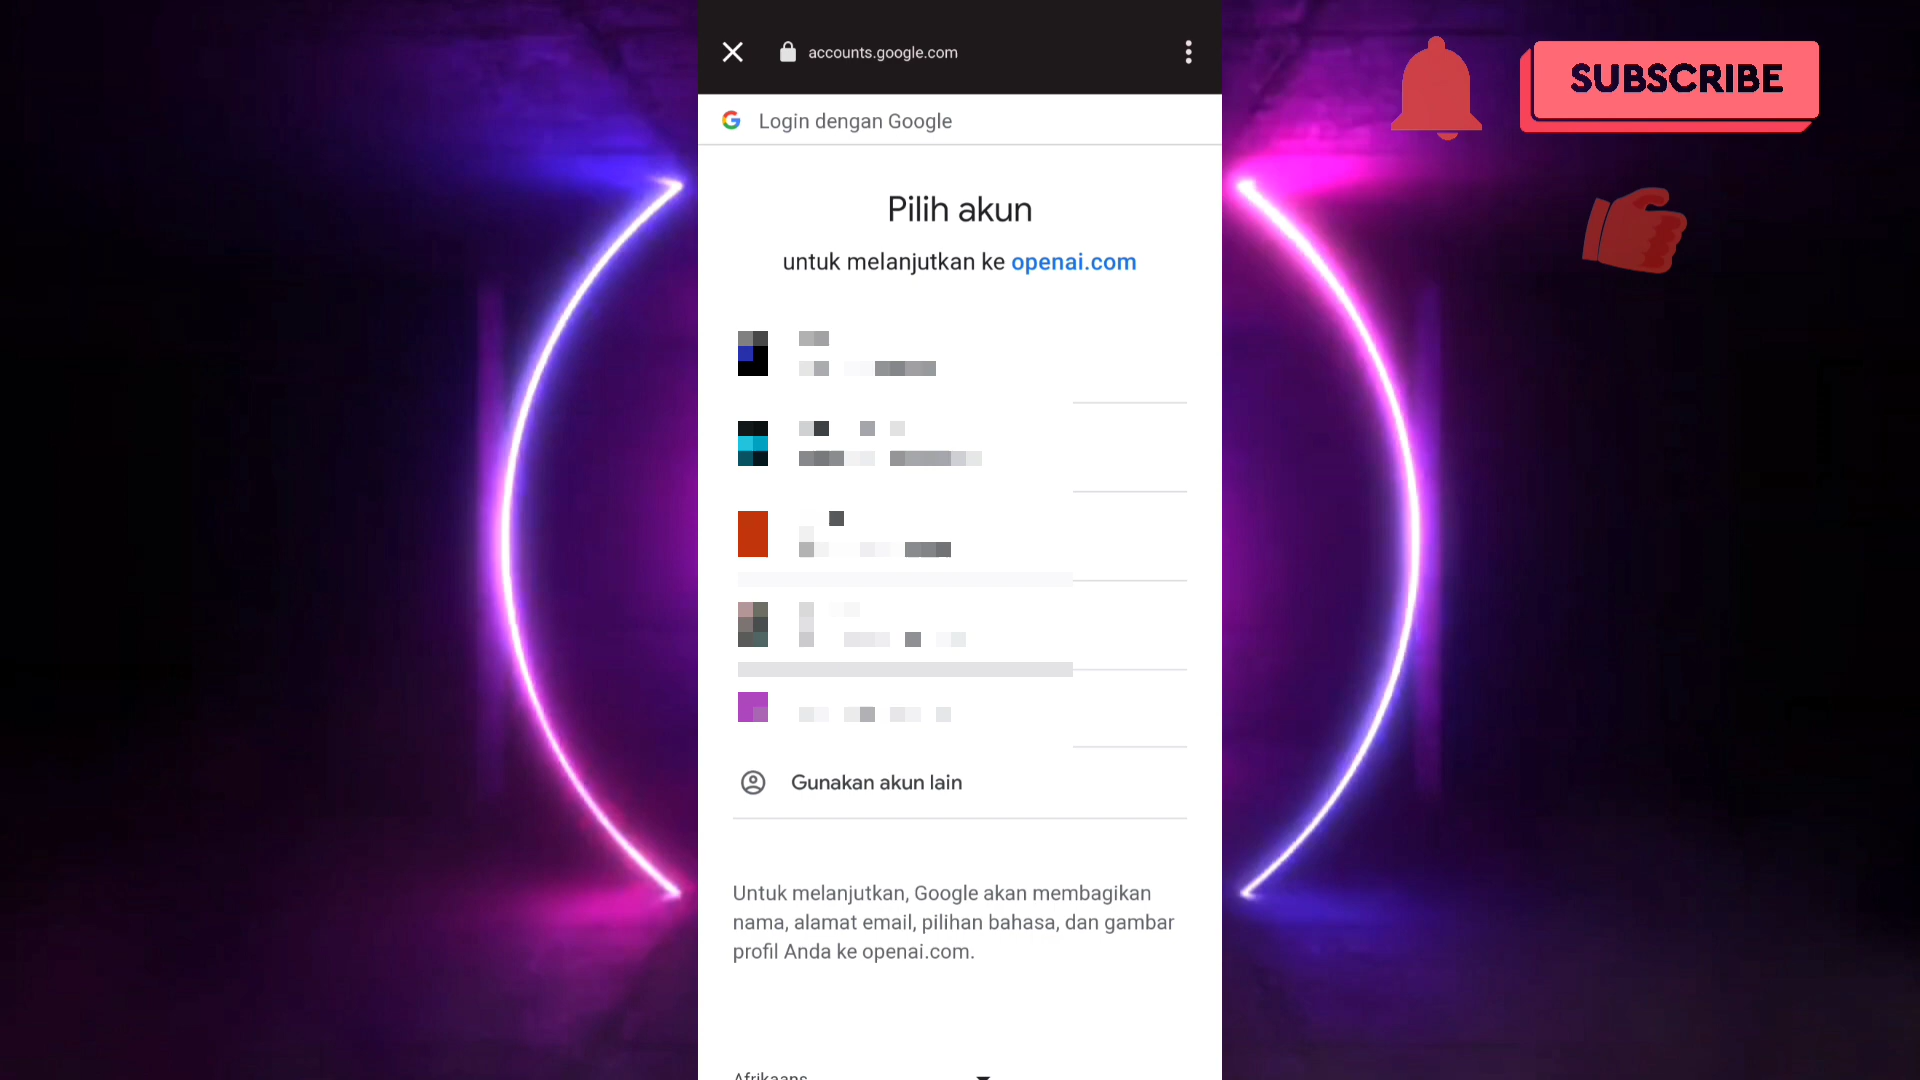 accounts.google.com
SUBSCRIBE
Login dengan Google
Pilih akun
untuk melanjutkan ke openai.com
Gunakan akun lain
Untuk melanjutkan, Google akan membagikan
nama, alamat email, pilihan bahasa, dan gambar
profil Anda ke openai.com.
Afrikaans